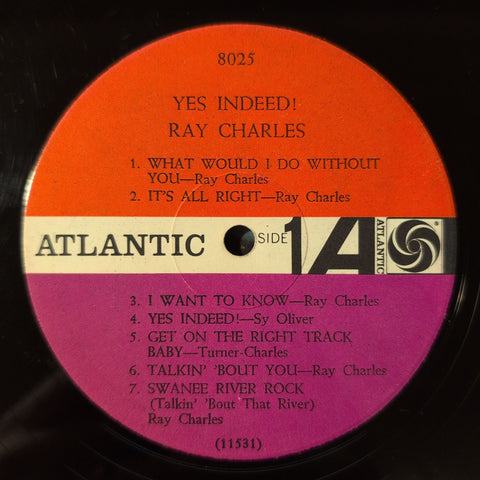 8025
YES INDEED!
RAY CHARLES
1. WHAT WOULD I DO WITHOUT
YOU—Ray Charles
2. IT'S ALL RIGHT—Ray Charles
ATLANTIC
SIDE 1
A
ATLANTIC
®
3. I WANT TO KNOW—Ray Charles
4. YES INDEED!—Sy Oliver
5. GET ON THE RIGHT TRACK
BABY—Turner-Charles
6. TALKIN' 'BOUT YOU—Ray Charles
7. SWANEE RIVER ROCK
(Talkin' 'Bout That River)
Ray Charles
(11531)